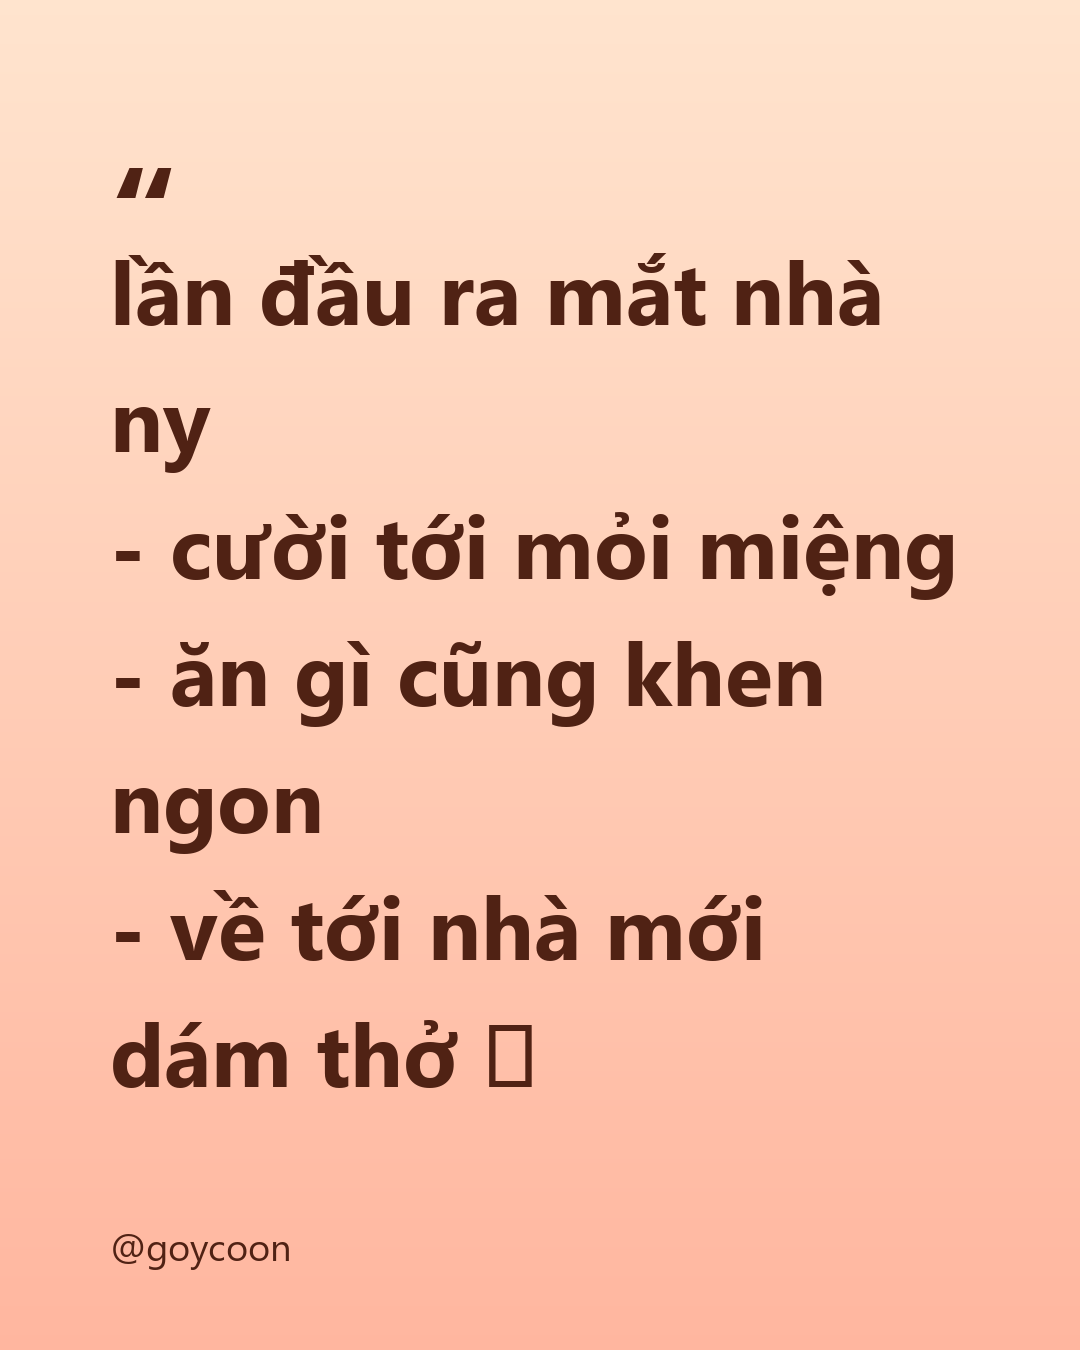 “
lần đầu ra mắt nhà
ny
- cười tới mỏi miệng
- ăn gì cũng khen
ngon
- về tới nhà mới
dám thở
@goycoon